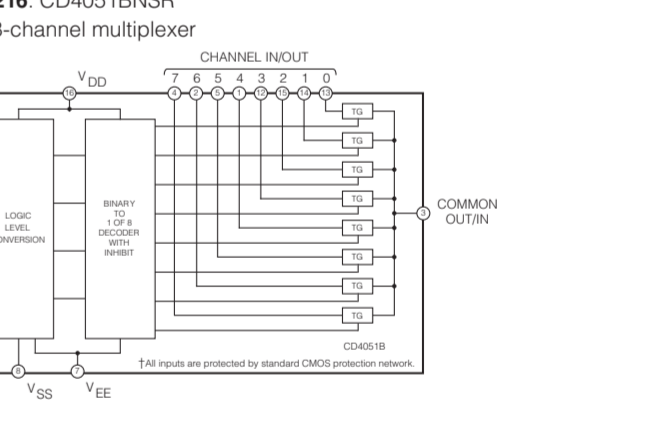 216. CD4051BNSR
8-channel multiplexer
CHANNEL IN/OUT
V DD
7 6 5 4 3 2 1 0
16 4 2 5 1 12 15 14 13
TG
TG
TG
TG
TG
TG
TG
TG
BINARY
TO
1 OF 8
DECODER
WITH
INHIBIT
LOGIC
LEVEL
ONVERSION
3
COMMON
OUT/IN
CD4051B
†All inputs are protected by standard CMOS protection network.
8 7
V SS
V EE